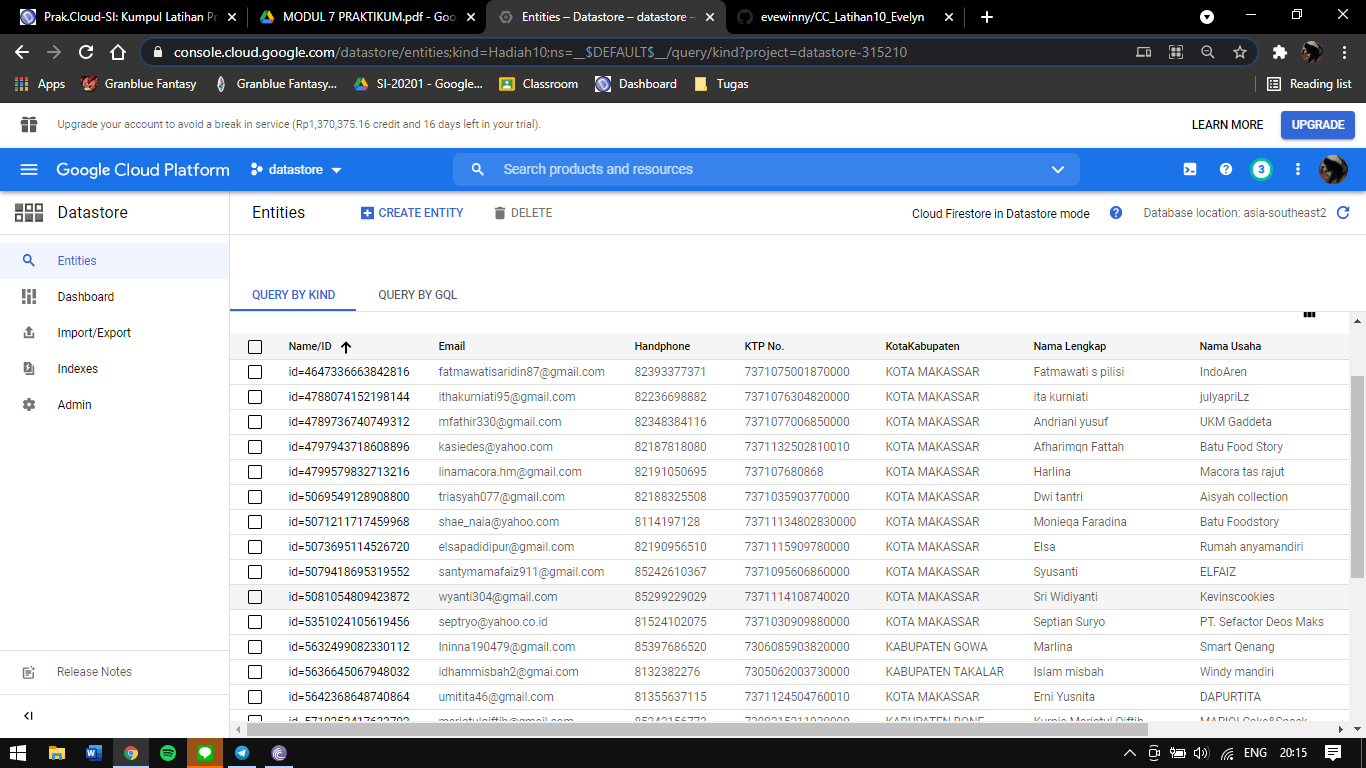 Prak.Cloud-SI: Kumpul Latihan Pr
MODUL 7 PRAKTIKUM.pdf - Goo
Entities – Datastore – datastore –
evewinny/CC_Latihan10_Evelyn
console.cloud.google.com/datastore/entities;kind=Hadiah10;ns=__$DEFAULT$__/query/kind?project=datastore-315210
Apps
Granblue Fantasy
Granblue Fantasy...
SI-20201 - Google...
Classroom
Dashboard
Tugas
Reading list
Upgrade your account to avoid a break in service (Rp1,370,375.16 credit and 16 days left in your trial).
LEARN MORE
UPGRADE
Google Cloud Platform
datastore
Search products and resources
3
Datastore
Entities
CREATE ENTITY
DELETE
Cloud Firestore in Datastore mode
Database location: asia-southeast2
Entities
Dashboard
Import/Export
Indexes
Admin
Release Notes
QUERY BY KIND
QUERY BY GQL
Name/ID Email Handphone KTP No. KotaKabupaten Nama Lengkap Nama Usaha
id=4647336663842816 fatmawatisaridin87@gmail.com 82393377371 7371075001870000 KOTA MAKASSAR Fatmawati s pilisi IndoAren
id=4788074152198144 ithakurniati95@gmail.com 82236698882 7371076304820000 KOTA MAKASSAR ita kurniati julyapriLz
id=4789736740749312 mfathir330@gmail.com 82348384116 7371077006850000 KOTA MAKASSAR Andriani yusuf UKM Gaddeta
id=4797943718608896 kasiedes@yahoo.com 82187818080 7371132502810010 KOTA MAKASSAR Afharimqn Fattah Batu Food Story
id=4799579832713216 linamacora.hm@gmail.com 82191050695 737107680868 KOTA MAKASSAR Harlina Macora tas rajut
id=5069549128908800 triasyah077@gmail.com 82188325508 7371035903770000 KOTA MAKASSAR Dwi tantri Aisyah collection
id=5071211717459968 shae_naia@yahoo.com 8114197128 73711134802830000 KOTA MAKASSAR Monieqa Faradina Batu Foodstory
id=5073695114526720 elsapadidipur@gmail.com 82190956510 7371115909780000 KOTA MAKASSAR Elsa Rumah anyamandiri
id=5079418695319552 santymamafaiz911@gmail.com 85242610367 7371095606860000 KOTA MAKASSAR Syusanti ELFAIZ
id=5081054809423872 wyanti304@gmail.com 85299229029 7371114108740020 KOTA MAKASSAR Sri Widiyanti Kevinscookies
id=5351024105619456 septryo@yahoo.co.id 81524102075 7371030909880000 KOTA MAKASSAR Septian Suryo PT. Sefactor Deos Maks
id=5632499082330112 Ininna190479@gmail.com 85397686520 7306085903820000 KABUPATEN GOWA Marlina Smart Qenang
id=5636645067948032 idhammisbah2@gmai.com 8132382276 7305062003730000 KABUPATEN TAKALAR Islam misbah Windy mandiri
id=5642368648740864 umitita46@gmail.com 81355637115 7371124504760010 KOTA MAKASSAR Erni Yusnita DAPURTITA
ENG
20:15